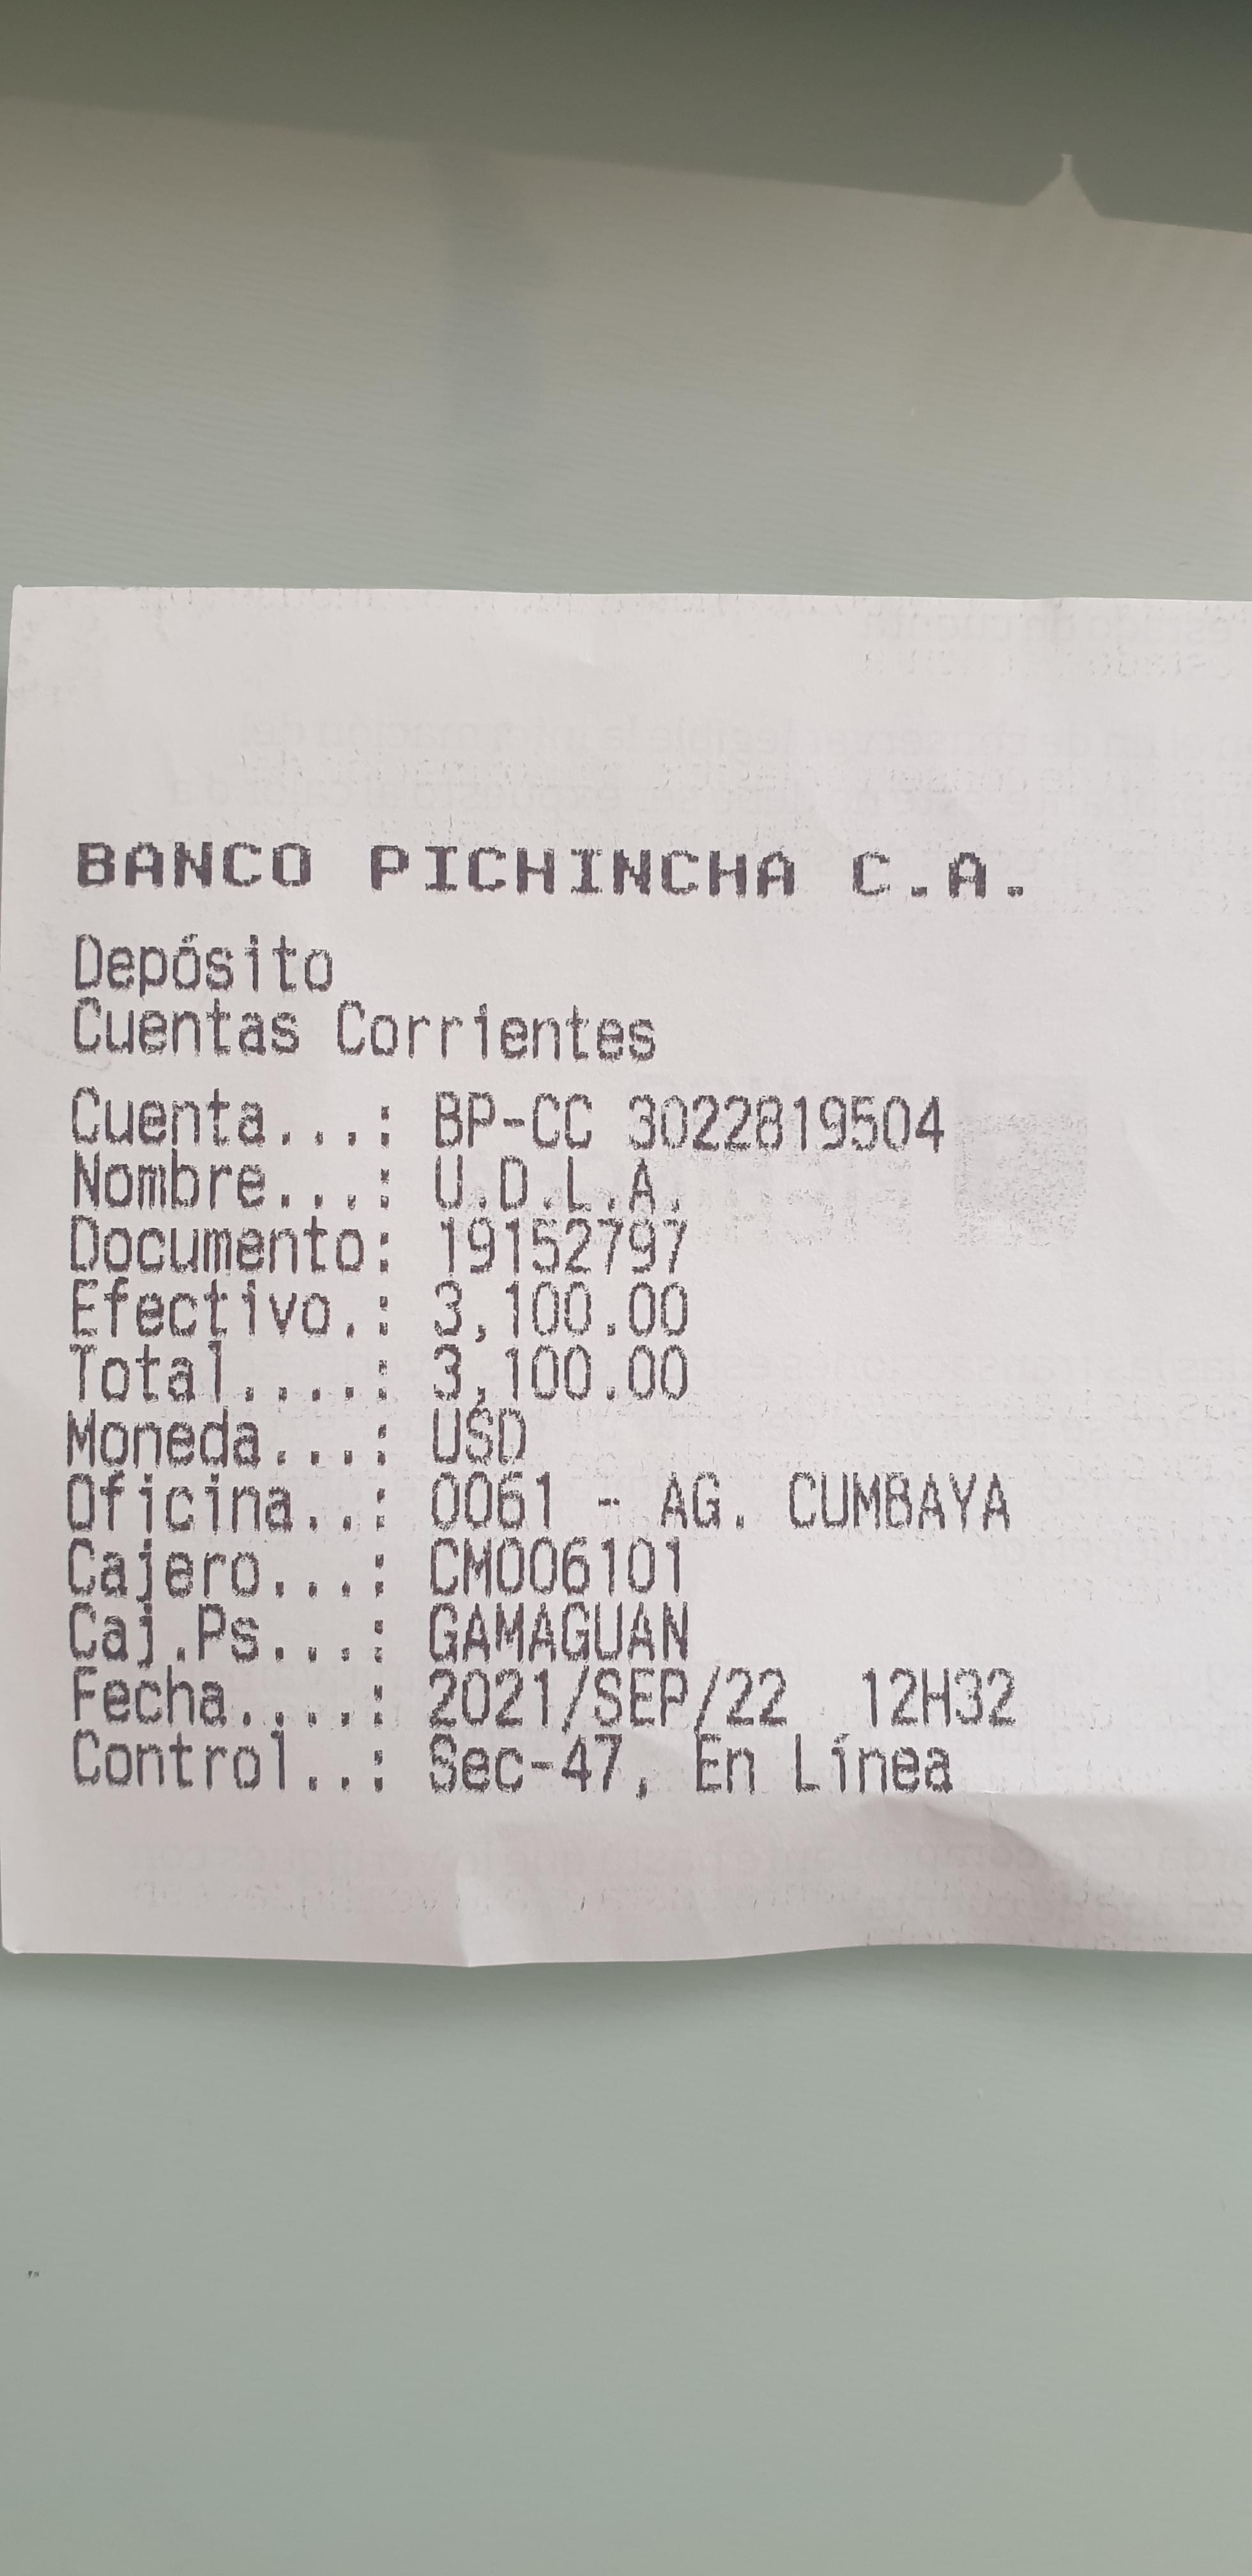 BANCO PICHINCHA C.A.
Depósito
Cuentas Corrientes
Cuenta...: BP-CC 3022819504
Nombre...: U.D.L.A.
Documento: 19152797
Efectivo.: 3,100.00
Total....: 3,100.00
Moneda...: USD
Oficina..: 0061 - AG. CUMBAYA
Cajero...: CM006101
Caj.Ps...: GAMAGUAN
Fecha....: 2021/SEP/22 12H32
Control..: Sec-47, En Línea